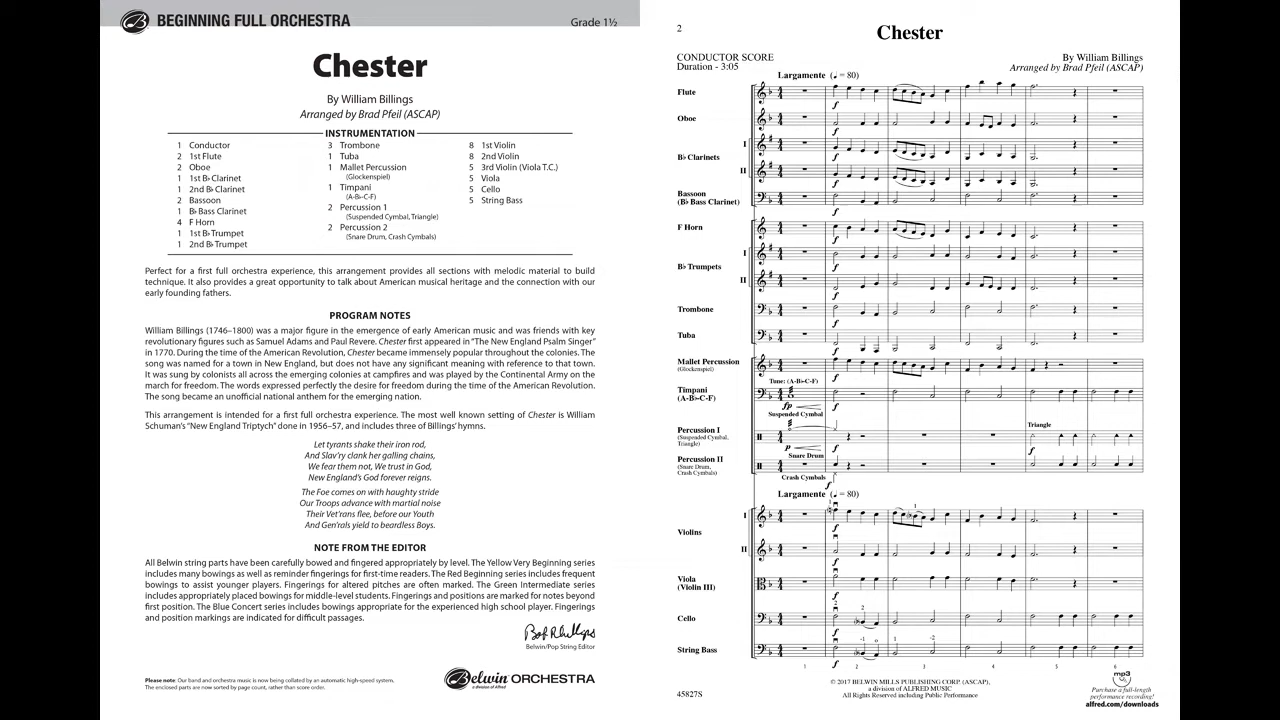 BEGINNING FULL ORCHESTRA
Grade 1½
Chester
By William Billings
Arranged by Brad Pfeil (ASCAP)
INSTRUMENTATION
1 Conductor
2 1st Flute
2 Oboe
1 1st B♭ Clarinet
1 2nd B♭ Clarinet
2 Bassoon
1 B♭ Bass Clarinet
4 F Horn
1 1st B♭ Trumpet
1 2nd B♭ Trumpet
3 Trombone
1 Tuba
1 Mallet Percussion
(Glockenspiel)
1 Timpani
(A-B♭-C-F)
2 Percussion 1
(Suspended Cymbal, Triangle)
2 Percussion 2
(Snare Drum, Crash Cymbals)
8 1st Violin
8 2nd Violin
5 3rd Violin (Viola T.C.)
5 Viola
5 Cello
5 String Bass
Perfect for a first full orchestra experience, this arrangement provides all sections with melodic material to build
technique. It also provides a great opportunity to talk about American musical heritage and the connection with our
early founding fathers.
PROGRAM NOTES
William Billings (1746–1800) was a major figure in the emergence of early American music and was friends with key
revolutionary figures such as Samuel Adams and Paul Revere. Chester first appeared in "The New England Psalm Singer"
in 1770. During the time of the American Revolution, Chester became immensely popular throughout the colonies. The
song was named for a town in New England, but does not have any significant meaning with reference to that town.
It was sung by colonists all across the emerging colonies at campfires and was played by the Continental Army on the
march for freedom. The words expressed perfectly the desire for freedom during the time of the American Revolution.
The song became an unofficial national anthem for the emerging nation.
This arrangement is intended for a first full orchestra experience. The most well known setting of Chester is William
Schuman's "New England Triptych" done in 1956–57, and includes three of Billings' hymns.
Let tyrants shake their iron rod,
And Slav'ry clank her galling chains,
We fear them not, We trust in God,
New England's God forever reigns.
The Foe comes on with haughty stride
Our Troops advance with martial noise
Their Vet'rans flee, before our Youth
And Gen'rals yield to beardless Boys.
NOTE FROM THE EDITOR
All Belwin string parts have been carefully bowed and fingered appropriately by level. The Yellow Very Beginning series
includes many bowings as well as reminder fingerings for first-time readers. The Red Beginning series includes frequent
bowings to assist younger players. Fingerings for altered pitches are often marked. The Green Intermediate series
includes appropriately placed bowings for middle-level students. Fingerings and positions are marked for notes beyond
first position. The Blue Concert series includes bowings appropriate for the experienced high school player. Fingerings
and position markings are indicated for difficult passages.
Bob Phillips
Belwin/Pop String Editor
Please note: Our band and orchestra music is now being collated by an automatic high-speed system.
The enclosed parts are now sorted by page count, rather than score order.
Belwin ORCHESTRA
a division of Alfred
2
Chester
CONDUCTOR SCORE
Duration - 3:05
By William Billings
Arranged by Brad Pfeil (ASCAP)
Largamente (♩ = 80)
Flute
f
Oboe
f
B♭ Clarinets
I
f
II
f
Bassoon
(B♭ Bass Clarinet)
f
F Horn
f
B♭ Trumpets
I
f
II
f
Trombone
f
Tuba
f
Mallet Percussion
(Glockenspiel)
f
Timpani
(A-B♭-C-F)
Tune: (A-B♭-C-F)
fp
f
Percussion I
(Suspended Cymbal,
Triangle)
Suspended Cymbal
p
Triangle
f
Percussion II
(Snare Drum,
Crash Cymbals)
Snare Drum
Crash Cymbals
f
Largamente (♩ = 80)
Violins
I
1
1
f
II
f
Viola
(Violin III)
f
Cello
2
2
f
String Bass
-1 o 1 -2
f
1 2 3 4 5 6
45827S
© 2017 BELWIN MILLS PUBLISHING CORP. (ASCAP),
a division of ALFRED MUSIC
All Rights Reserved including Public Performance
mp3
Purchase a full-length
performance recording!
alfred.com/downloads